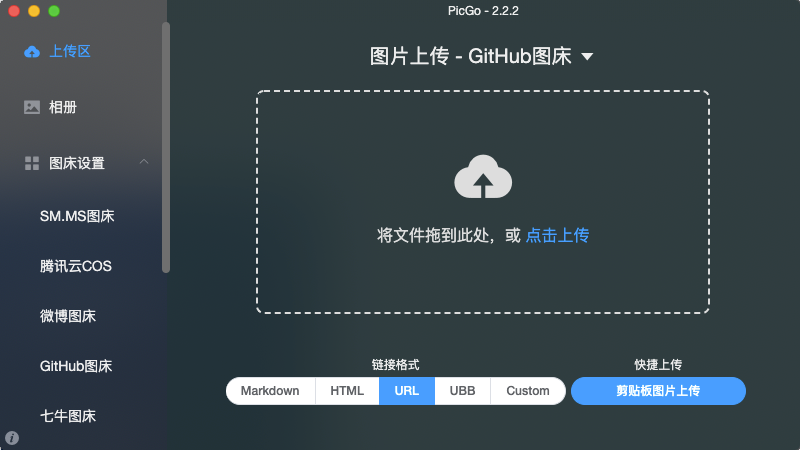 PicGo - 2.2.2
上传区
相册
图床设置
SM.MS图床
腾讯云COS
微博图床
GitHub图床
七牛图床
图片上传 - GitHub图床
将文件拖到此处，或 点击上传
链接格式
Markdown HTML URL UBB Custom
快捷上传
剪贴板图片上传